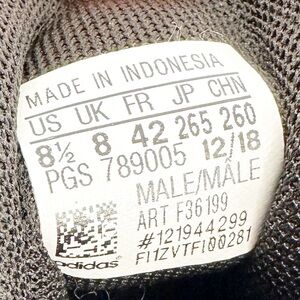 MADE IN INDONESIA
US UK FR JP CHN
8½ 8 42 265 260
PGS 789005 12/18
MALE/MÂLE
ART F36199
#121944299
FI1ZVTFI00281
adidas